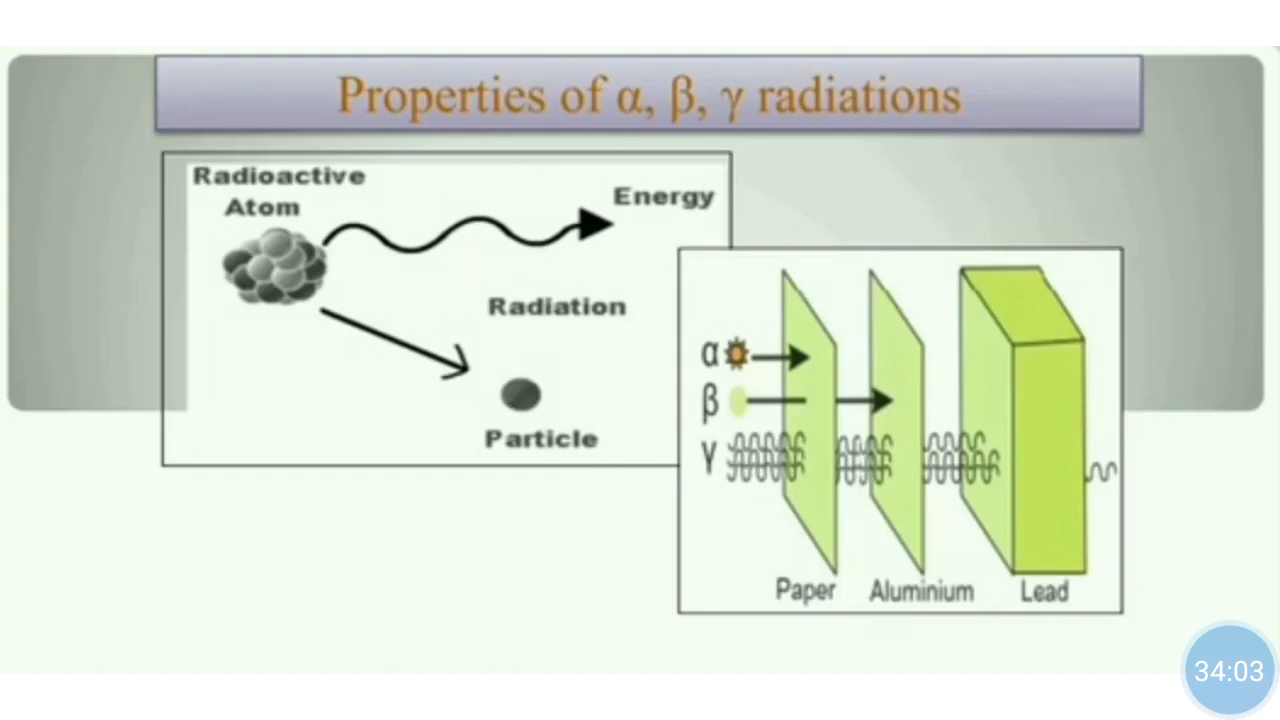 Properties of α, β, γ radiations
Radioactive
Atom
Energy
Radiation
Particle
α
β
γ
Paper
Aluminium
Lead
34:03